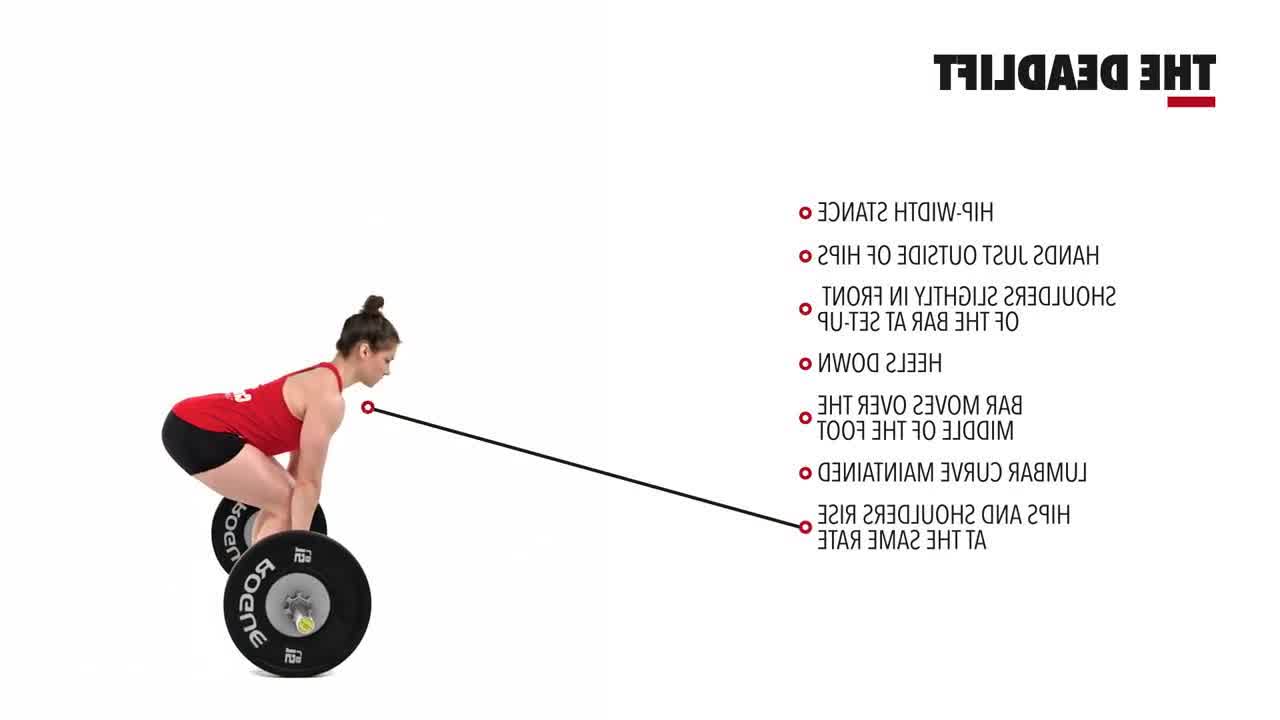 THE DEADLIFT
HIP-WIDTH STANCE
HANDS JUST OUTSIDE OF HIPS
SHOULDERS SLIGHTLY IN FRONT
OF THE BAR AT SET-UP
HEELS DOWN
BAR MOVES OVER THE
MIDDLE OF THE FOOT
LUMBAR CURVE MAINTAINED
HIPS AND SHOULDERS RISE
AT THE SAME RATE
ROGUE
15
ROGUE
15